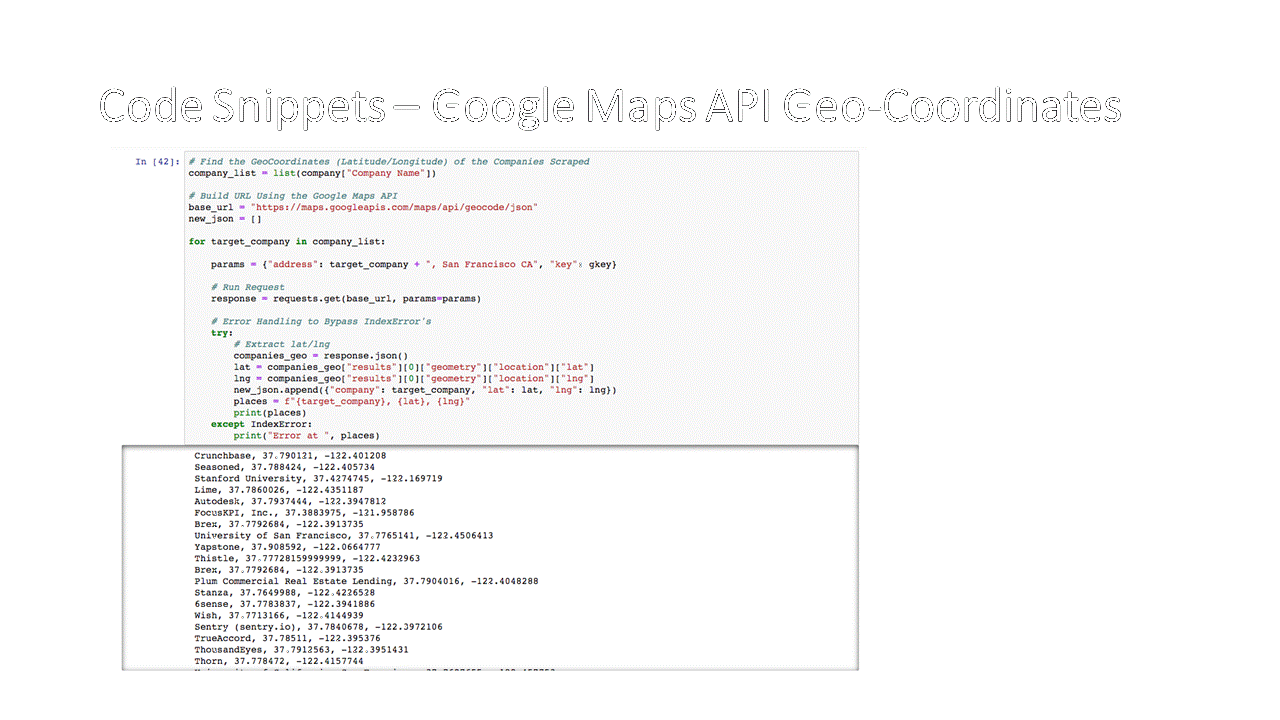 Code Snippets – Google Maps API Geo-Coordinates
In [42]: # Find the GeoCoordinates (Latitude/Longitude) of the Companies Scraped
company_list = list(company["Company Name"])
# Build URL Using the Google Maps API
base_url = "https://maps.googleapis.com/maps/api/geocode/json"
new_json = []
for target_company in company_list:
params = {"address": target_company + ", San Francisco CA", "key": gkey}
# Run Request
response = requests.get(base_url, params=params)
# Error Handling to Bypass IndexError's
try:
# Extract lat/lng
companies_geo = response.json()
lat = companies_geo["results"][0]["geometry"]["location"]["lat"]
lng = companies_geo["results"][0]["geometry"]["location"]["lng"]
new_json.append({"company": target_company, "lat": lat, "lng": lng})
places = f"{target_company}, {lat}, {lng}"
print(places)
except IndexError:
print("Error at ", places)
Crunchbase, 37.790121, -122.401208
Seasoned, 37.788424, -122.405734
Stanford University, 37.4274745, -122.169719
Lime, 37.7860026, -122.4351187
Autodesk, 37.7937444, -122.3947812
FocusKPI, Inc., 37.3883975, -121.958786
Brex, 37.7792684, -122.3913735
University of San Francisco, 37.7765141, -122.4506413
Yapstone, 37.908592, -122.0664777
Thistle, 37.77728159999999, -122.4232963
Brex, 37.7792684, -122.3913735
Plum Commercial Real Estate Lending, 37.7904016, -122.4048288
Stanza, 37.7649988, -122.4226528
6sense, 37.7783837, -122.3941886
Wish, 37.7713166, -122.4144939
Sentry (sentry.io), 37.7840678, -122.3972106
TrueAccord, 37.78511, -122.395376
ThousandEyes, 37.7912563, -122.3951431
Thorn, 37.778472, -122.4157744